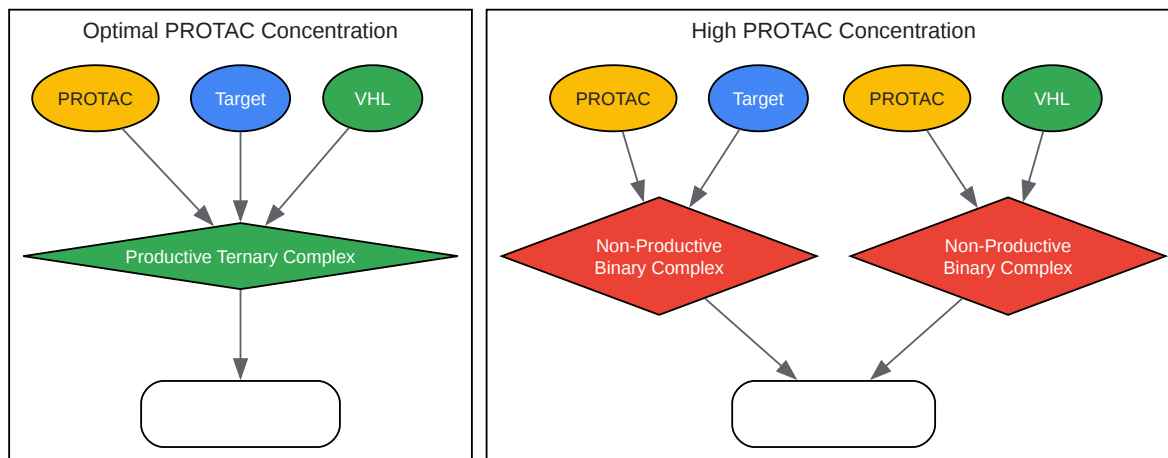 Optimal PROTAC Concentration
PROTAC
Target
VHL
Productive Ternary Complex
High PROTAC Concentration
PROTAC
Target
PROTAC
VHL
Non-Productive
Binary Complex
Non-Productive
Binary Complex